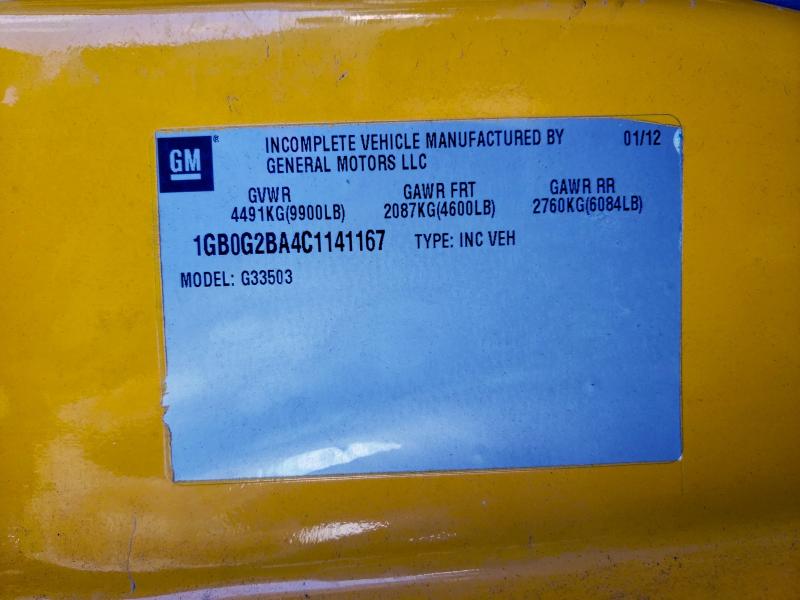 GM® INCOMPLETE VEHICLE MANUFACTURED BY 01/12
GENERAL MOTORS LLC
GVWR GAWR FRT GAWR RR
4491KG(9900LB) 2087KG(4600LB) 2760KG(6084LB)
1GB0G2BA4C1141167 TYPE: INC VEH
MODEL: G33503